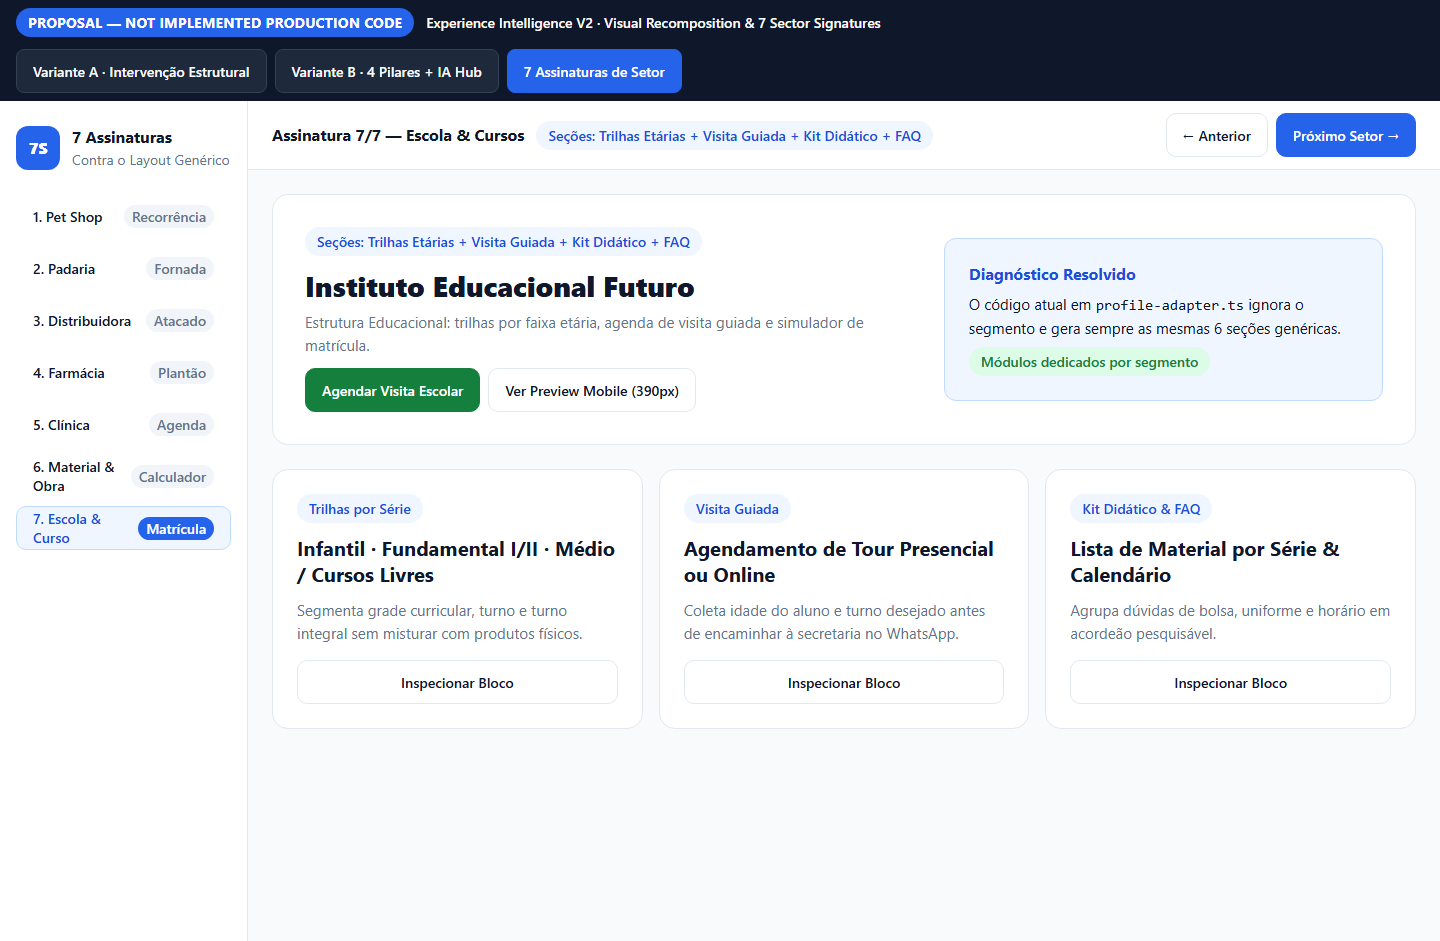 PROPOSAL — NOT IMPLEMENTED PRODUCTION CODE
Experience Intelligence V2 · Visual Recomposition & 7 Sector Signatures
Variante A · Intervenção Estrutural
Variante B · 4 Pilares + IA Hub
7 Assinaturas de Setor
7S
7 Assinaturas
Contra o Layout Genérico
1. Pet Shop
Recorrência
2. Padaria
Fornada
3. Distribuidora
Atacado
4. Farmácia
Plantão
5. Clínica
Agenda
6. Material &
Obra
Calculador
7. Escola &
Curso
Matrícula
Assinatura 7/7 — Escola & Cursos
Seções: Trilhas Etárias + Visita Guiada + Kit Didático + FAQ
← Anterior
Próximo Setor →
Seções: Trilhas Etárias + Visita Guiada + Kit Didático + FAQ
Instituto Educacional Futuro
Estrutura Educacional: trilhas por faixa etária, agenda de visita guiada e simulador de
matrícula.
Agendar Visita Escolar
Ver Preview Mobile (390px)
Diagnóstico Resolvido
O código atual em profile-adapter.ts ignora o
segmento e gera sempre as mesmas 6 seções genéricas.
Módulos dedicados por segmento
Trilhas por Série
Infantil · Fundamental I/II · Médio
/ Cursos Livres
Segmenta grade curricular, turno e turno
integral sem misturar com produtos físicos.
Inspecionar Bloco
Visita Guiada
Agendamento de Tour Presencial
ou Online
Coleta idade do aluno e turno desejado antes
de encaminhar à secretaria no WhatsApp.
Inspecionar Bloco
Kit Didático & FAQ
Lista de Material por Série &
Calendário
Agrupa dúvidas de bolsa, uniforme e horário em
acordeão pesquisável.
Inspecionar Bloco